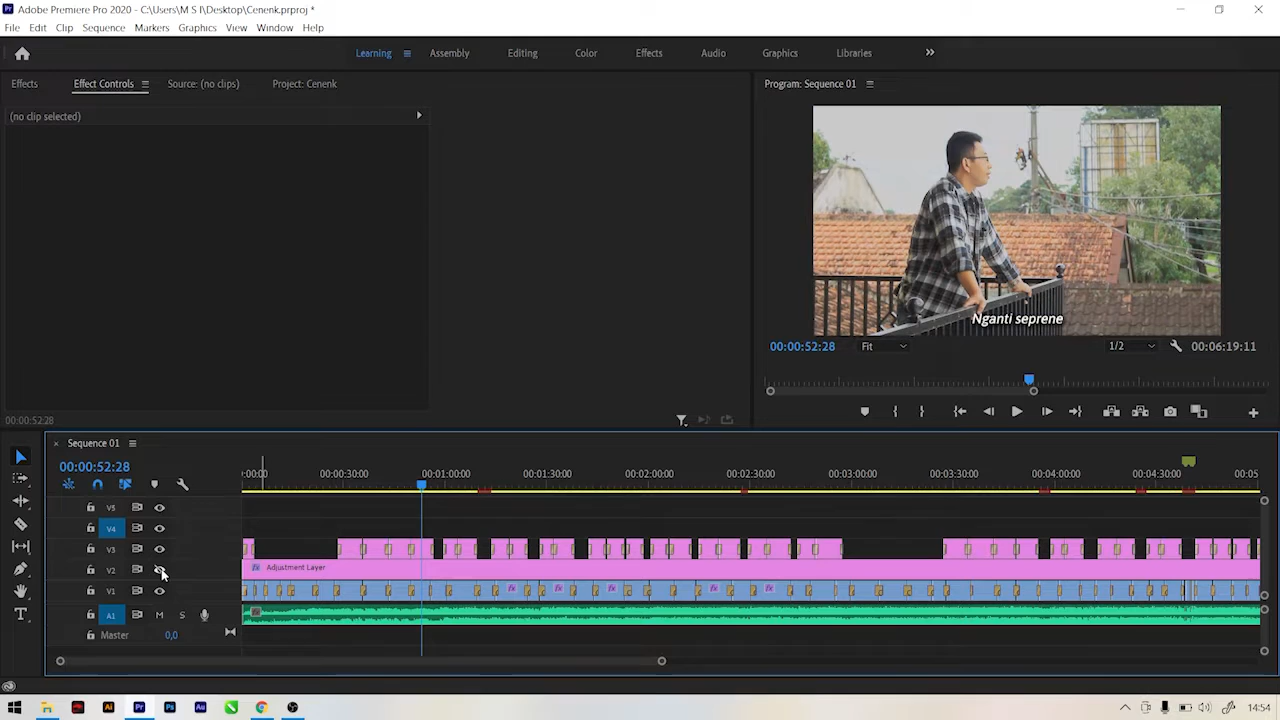 Adobe Premiere Pro 2020 - C:\Users\M S I\Desktop\Cenenk.prproj *
File Edit Clip Sequence Markers Graphics View Window Help
Learning Assembly Editing Effects Color Audio Graphics Libraries
Effects Effect Controls Source: (no clips) Project: Cenenk
(no clip selected)
00:00:52:28
Program: Sequence 01
Nganti seprene
00:00:52:28 Fit 1/2 00:06:19:11
Sequence 01
00:00:52:28
:00:00 00:00:30:00 00:01:00:00 00:01:30:00 00:02:00:00 00:02:30:00 00:03:00:00 00:03:30:00 00:04:00:00 00:04:30:00 00:05
V5
V4
V3
V2 Adjustment Layer
V1
A1 M S
Master 0,0
14:54